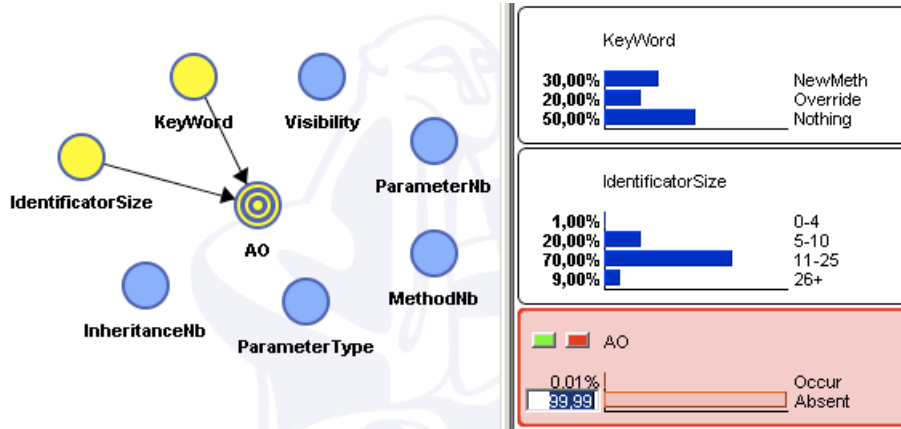 KeyWord
Visibility
ParameterNb
IdentificatorSize
AO
MethodNb
InheritanceNb
ParameterType
KeyWord
30,00% NewMeth
20,00% Override
50,00% Nothing
IdentificatorSize
1,00% 0-4
20,00% 5-10
70,00% 11-25
9,00% 26+
AO
0.01% Occur
99,99 Absent